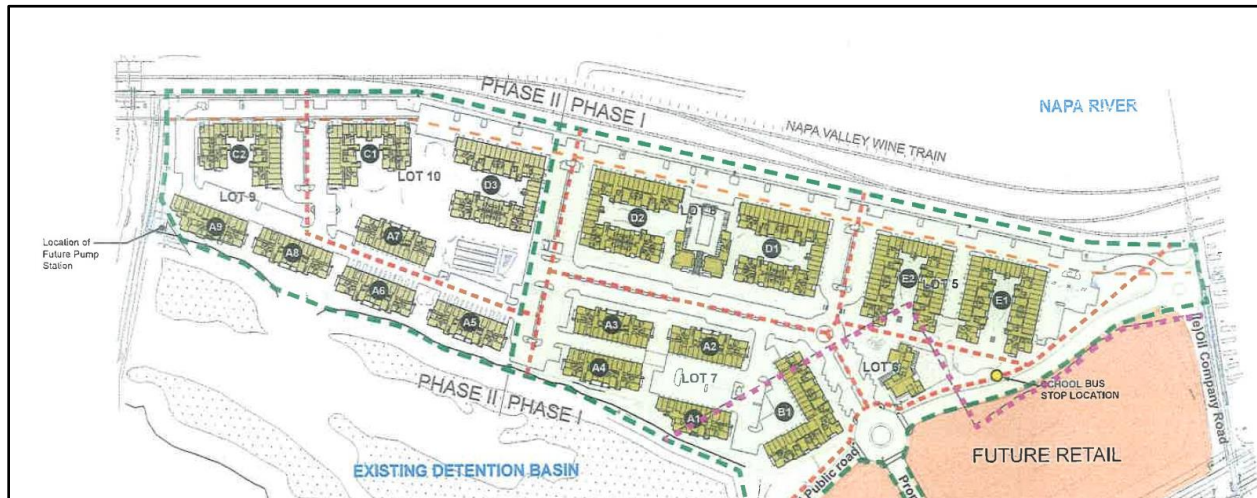 PHASE II
PHASE I
NAPA RIVER
NAPA VALLEY WINE TRAIN
C2
C1
LOT 10
D3
LOT 9
D2
D1
A9
A8
A7
A6
A5
E2
LOT 5
E1
Location of
Future Pump
Station
A3
A2
A4
LOT 7
A1
B1
LOT 6
SCHOOL BUS
STOP LOCATION
PHASE II
PHASE I
EXISTING DETENTION BASIN
Public road
FUTURE RETAIL
Company Road